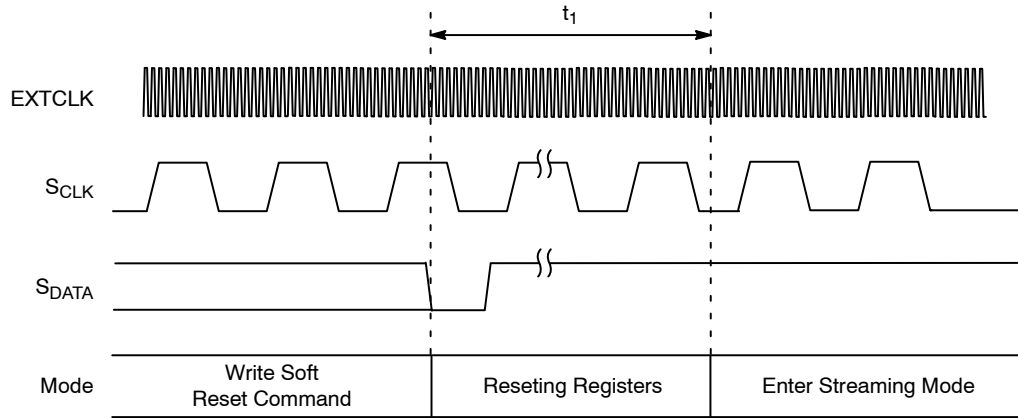 t1
EXTCLK
SCLK
SDATA
Mode
Write Soft
Reset Command
Reseting Registers
Enter Streaming Mode